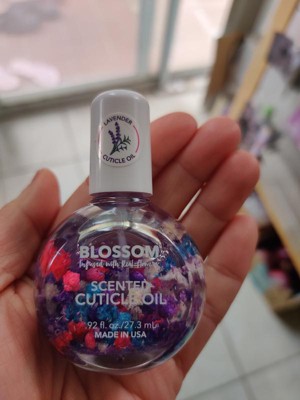 LAVENDER
CUTICLE OIL
BLOSSOM
Infused with Real Flowers
SCENTED
CUTICLE OIL
.92 fl. oz./27.3 mL
MADE IN USA